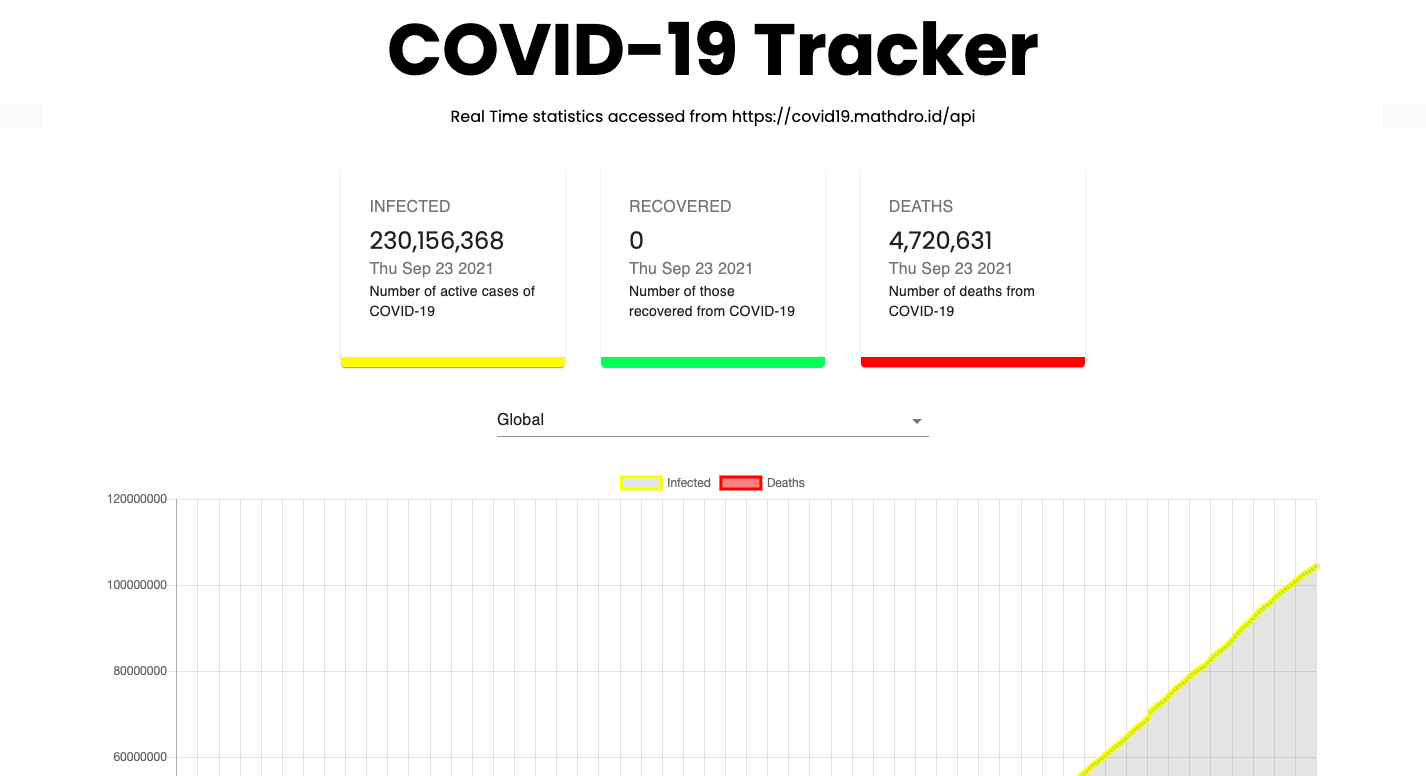 COVID-19 Tracker
Real Time statistics accessed from https://covid19.mathdro.id/api
INFECTED
230,156,368
Thu Sep 23 2021
Number of active cases of
COVID-19
RECOVERED
0
Thu Sep 23 2021
Number of those
recovered from COVID-19
DEATHS
4,720,631
Thu Sep 23 2021
Number of deaths from
COVID-19
Global
Infected Deaths
120000000
100000000
80000000
60000000